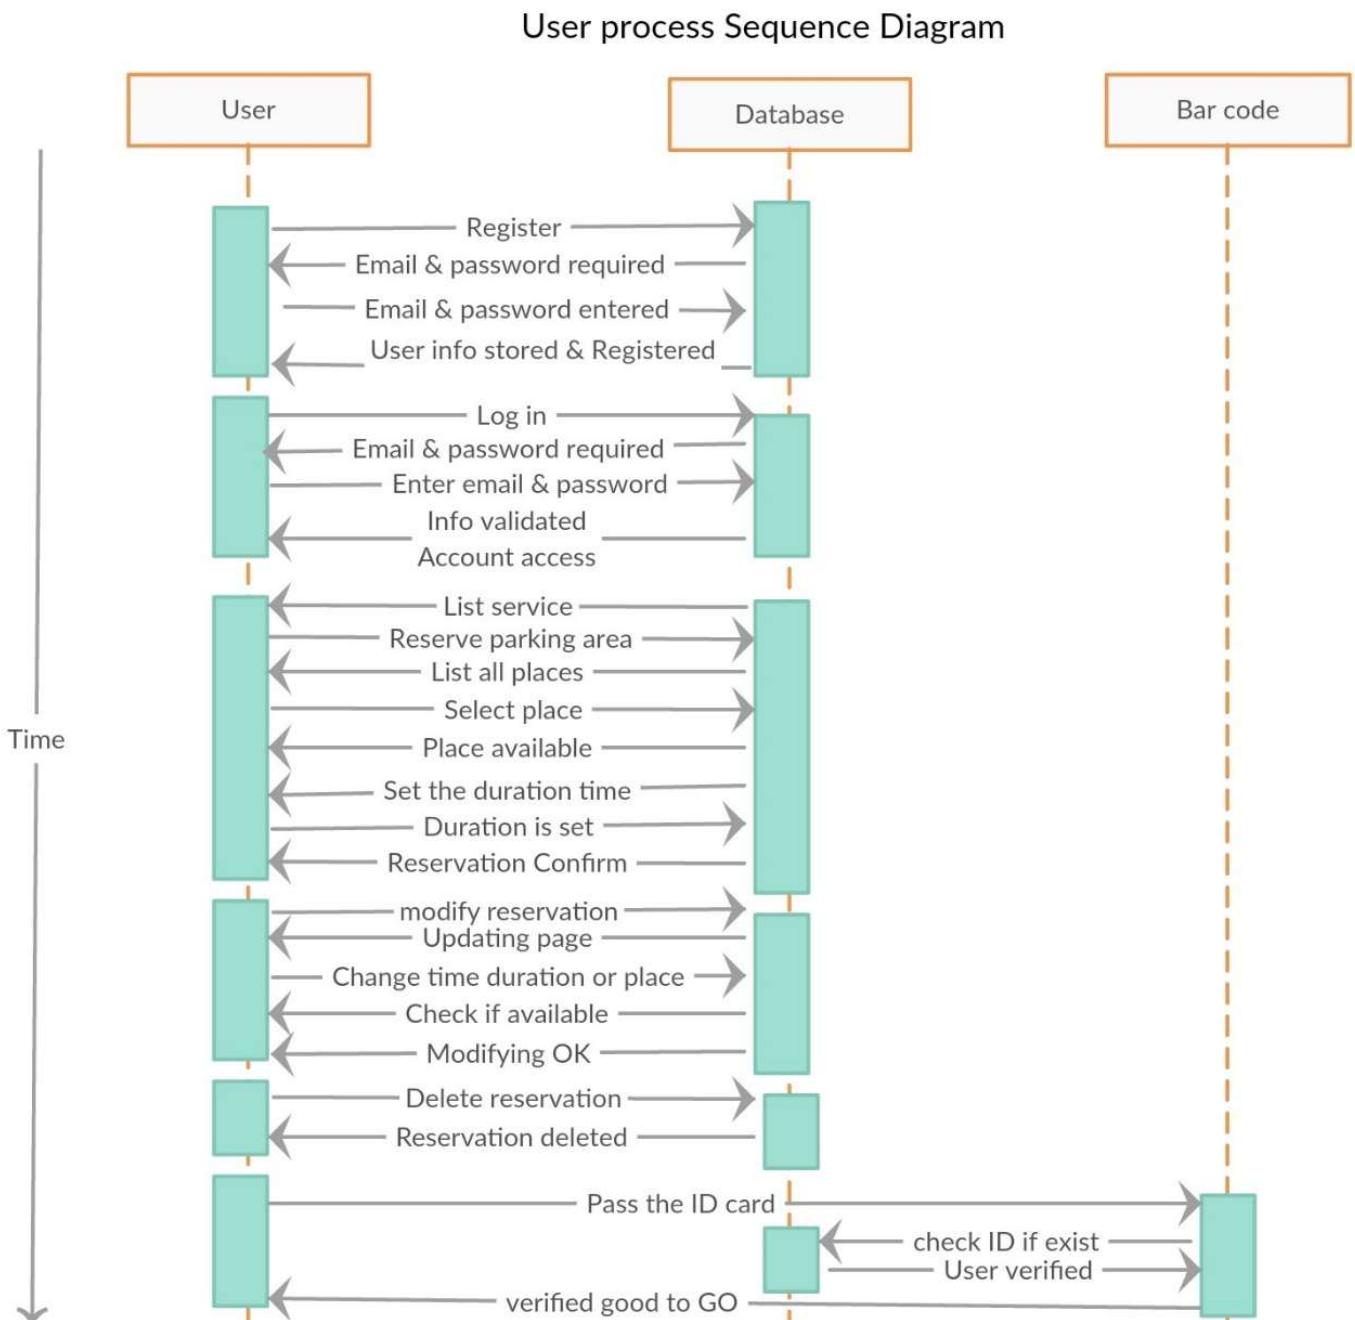 User process Sequence Diagram
User
Database
Bar code
Register
Email & password required
Email & password entered
User info stored & Registered
Log in
Email & password required
Enter email & password
Info validated
Account access
List service
Reserve parking area
List all places
Select place
Time
Place available
Set the duration time
Duration is set
Reservation Confirm
modify reservation
Updating page
Change time duration or place
Check if available
Modifying OK
Delete reservation
Reservation deleted
Pass the ID card
check ID if exist
User verified
verified good to GO